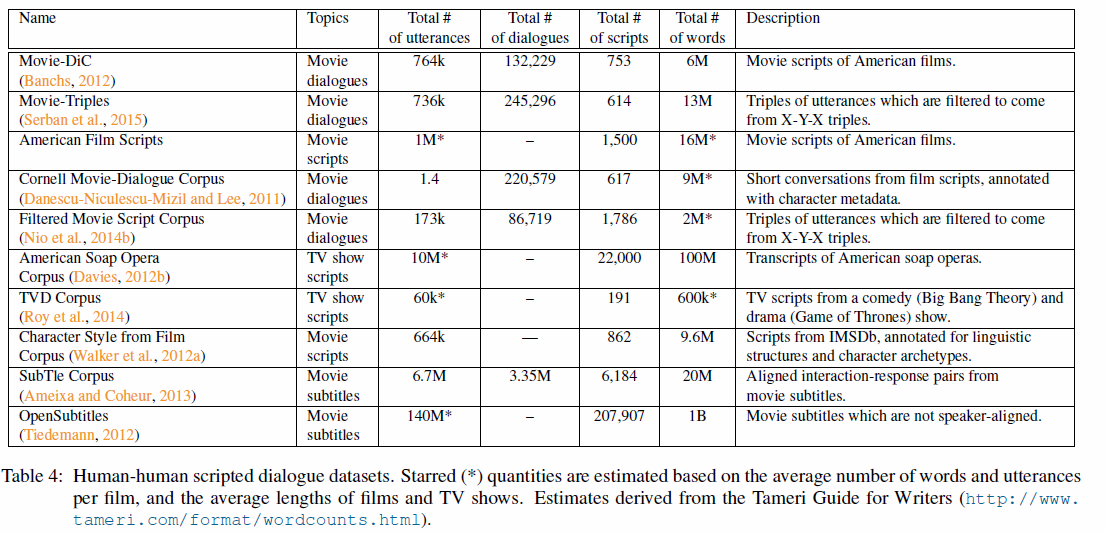 Name Topics Total # Total # Total # Total # Description
of utterances of dialogues of scripts of words
Movie-DiC Movie 764k 132,229 753 6M Movie scripts of American films.
(Banchs, 2012) dialogues
Movie-Triples Movie 736k 245,296 614 13M Triples of utterances which are filtered to come
(Serban et al., 2015) dialogues from X-Y-X triples.
American Film Scripts Movie 1M* – 1,500 16M* Movie scripts of American films.
scripts
Cornell Movie-Dialogue Corpus Movie 1.4 220,579 617 9M* Short conversations from film scripts, annotated
(Danescu-Niculescu-Mizil and Lee, 2011) dialogues with character metadata.
Filtered Movie Script Corpus Movie 173k 86,719 1,786 2M* Triples of utterances which are filtered to come
(Nio et al., 2014b) dialogues from X-Y-X triples.
American Soap Opera TV show 10M* – 22,000 100M Transcripts of American soap operas.
Corpus (Davies, 2012b) scripts
TVD Corpus TV show 60k* – 191 600k* TV scripts from a comedy (Big Bang Theory) and
(Roy et al., 2014) scripts drama (Game of Thrones) show.
Character Style from Film Movie 664k — 862 9.6M Scripts from IMSDb, annotated for linguistic
Corpus (Walker et al., 2012a) scripts structures and character archetypes.
SubTle Corpus Movie 6.7M 3.35M 6,184 20M Aligned interaction-response pairs from
(Ameixa and Coheur, 2013) subtitles movie subtitles.
OpenSubtitles Movie 140M* – 207,907 1B Movie subtitles which are not speaker-aligned.
(Tiedemann, 2012) subtitles
Table 4: Human-human scripted dialogue datasets. Starred (*) quantities are estimated based on the average number of words and utterances
per film, and the average lengths of films and TV shows. Estimates derived from the Tameri Guide for Writers (http://www.
tameri.com/format/wordcounts.html).